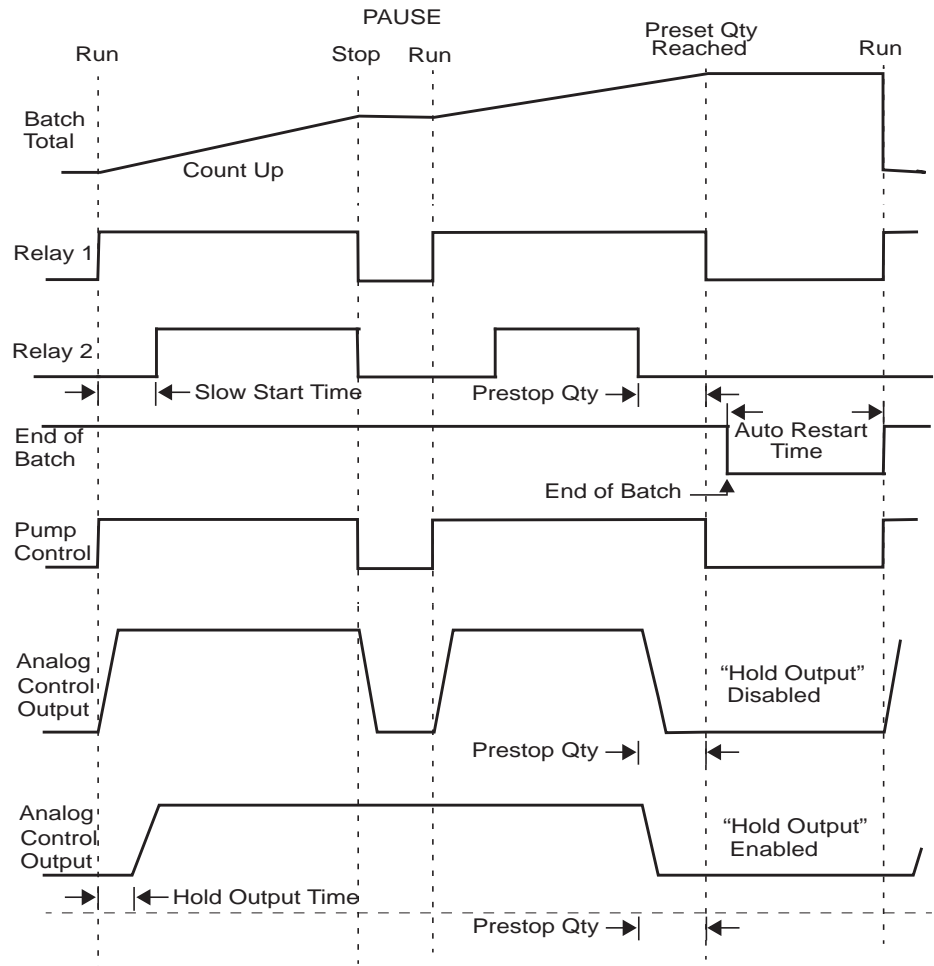 PAUSE
Run
Stop
Run
Preset Qty
Reached
Run
Batch
Total
Count Up
Relay 1
Relay 2
Slow Start Time
Prestop Qty
End of
Batch
Auto Restart
Time
End of Batch
Pump
Control
Analog
Control
Output
“Hold Output”
Disabled
Prestop Qty
Analog
Control
Output
“Hold Output”
Enabled
Hold Output Time
Prestop Qty